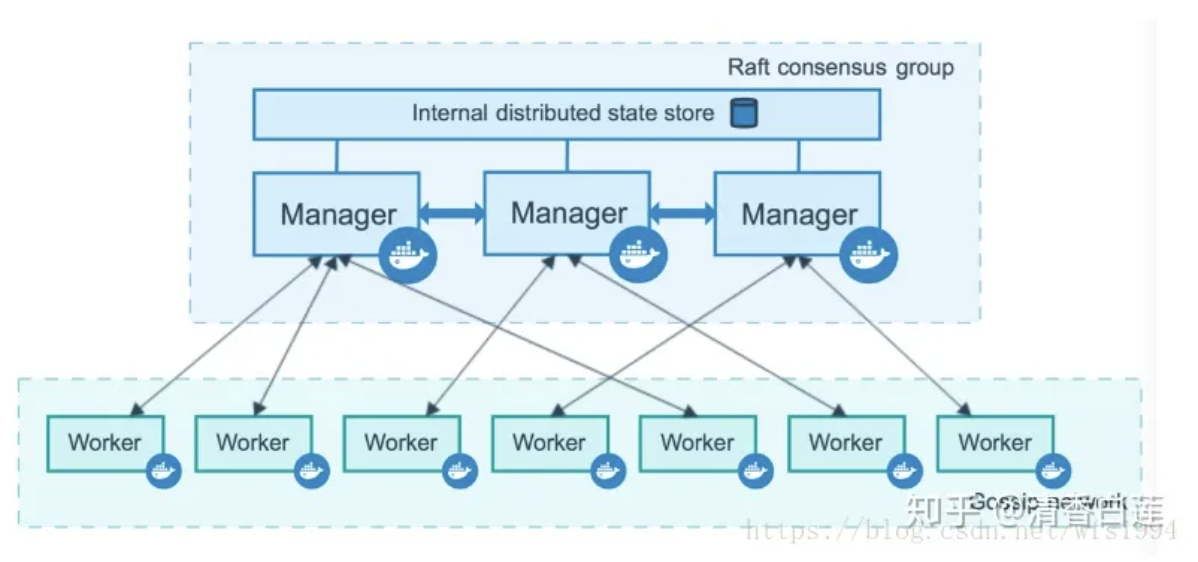 Raft consensus group
Internal distributed state store
Manager
Manager
Manager
Worker
Worker
Worker
Worker
Worker
Worker
Worker
Gossip network
知乎 @清香白莲
https://blog.csdn.net/wfs1994